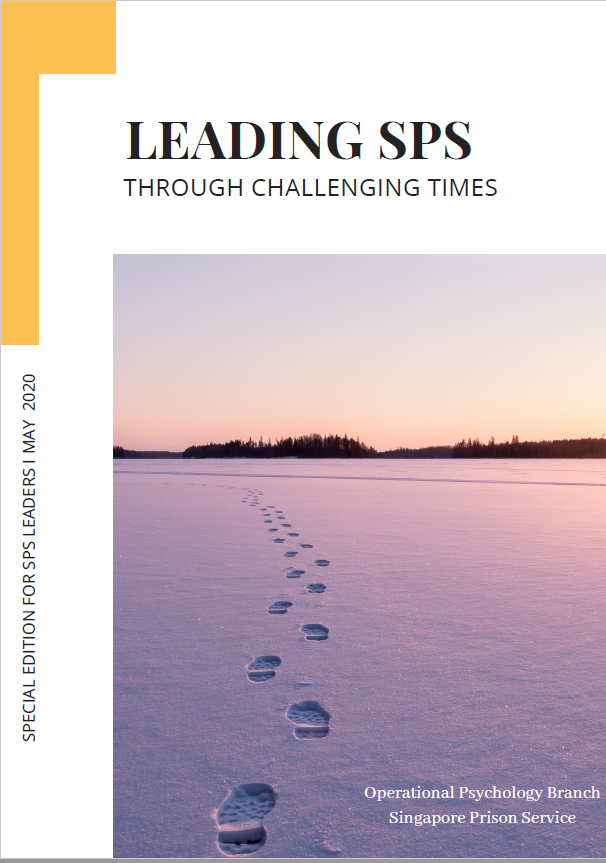 LEADING SPS
THROUGH CHALLENGING TIMES
SPECIAL EDITION FOR SPS LEADERS I MAY 2020
Operational Psychology Branch
Singapore Prison Service